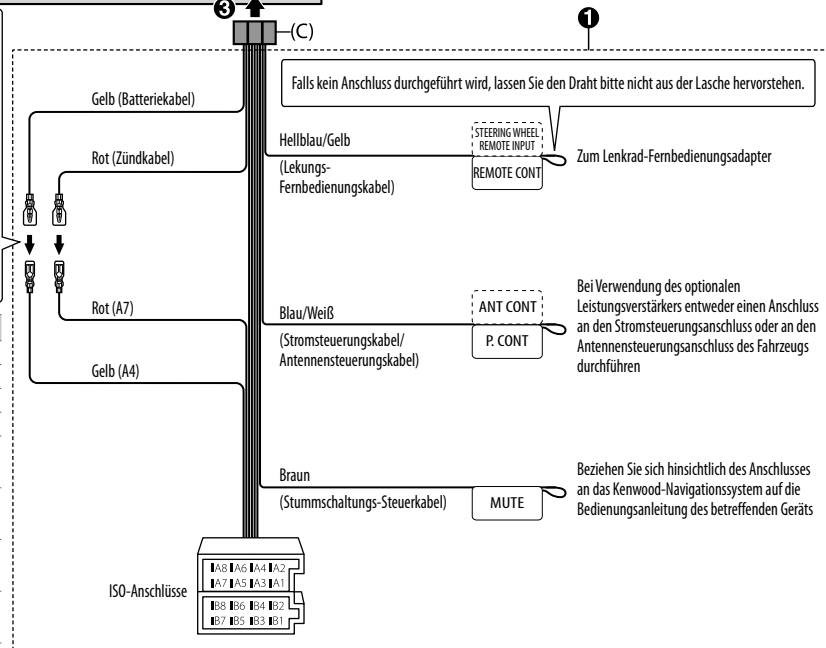 ❸
(C)
❶
Falls kein Anschluss durchgeführt wird, lassen Sie den Draht bitte nicht aus der Lasche hervorstehen.
Gelb (Batteriekabel)
Rot (Zündkabel)
Hellblau/Gelb
(Lekungs-
Fernbedienungskabel)
STEERING WHEEL
REMOTE INPUT
REMOTE CONT
Zum Lenkrad-Fernbedienungsadapter
Rot (A7)
Gelb (A4)
Blau/Weiß
(Stromsteuerungskabel/
Antennensteuerungskabel)
ANT CONT
P. CONT
Bei Verwendung des optionalen
Leistungsverstärkers entweder einen Anschluss
an den Stromsteuerungsanschluss oder an den
Antennensteuerungsanschluss des Fahrzeugs
durchführen
Braun
(Stummschaltungs-Steuerkabel)
MUTE
Beziehen Sie sich hinsichtlich des Anschlusses
an das Kenwood-Navigationssystem auf die
Bedienungsanleitung des betreffenden Geräts
ISO-Anschlüsse
A8 A6 A4 A2
A7 A5 A3 A1
B8 B6 B4 B2
B7 B5 B3 B1